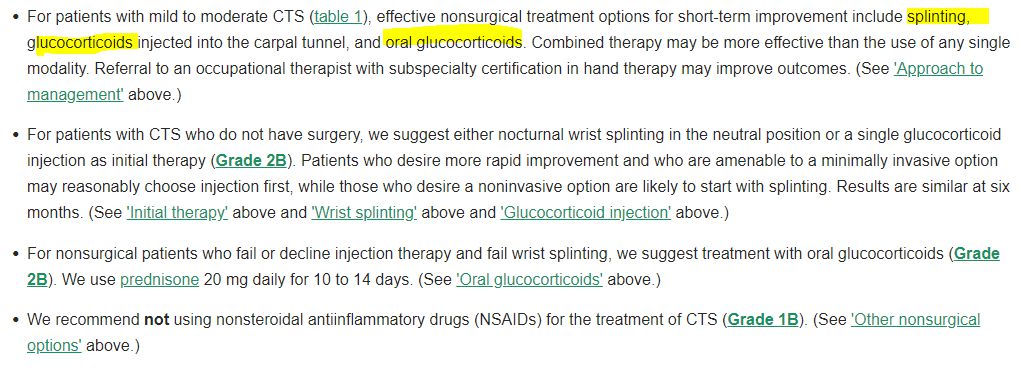 • For patients with mild to moderate CTS (table 1), effective nonsurgical treatment options for short-term improvement include splinting,
glucocorticoids injected into the carpal tunnel, and oral glucocorticoids. Combined therapy may be more effective than the use of any single
modality. Referral to an occupational therapist with subspecialty certification in hand therapy may improve outcomes. (See 'Approach to
management' above.)
• For patients with CTS who do not have surgery, we suggest either nocturnal wrist splinting in the neutral position or a single glucocorticoid
injection as initial therapy (Grade 2B). Patients who desire more rapid improvement and who are amenable to a minimally invasive option
may reasonably choose injection first, while those who desire a noninvasive option are likely to start with splinting. Results are similar at six
months. (See 'Initial therapy' above and 'Wrist splinting' above and 'Glucocorticoid injection' above.)
• For nonsurgical patients who fail or decline injection therapy and fail wrist splinting, we suggest treatment with oral glucocorticoids (Grade
2B). We use prednisone 20 mg daily for 10 to 14 days. (See 'Oral glucocorticoids' above.)
• We recommend not using nonsteroidal antiinflammatory drugs (NSAIDs) for the treatment of CTS (Grade 1B). (See 'Other nonsurgical
options' above.)